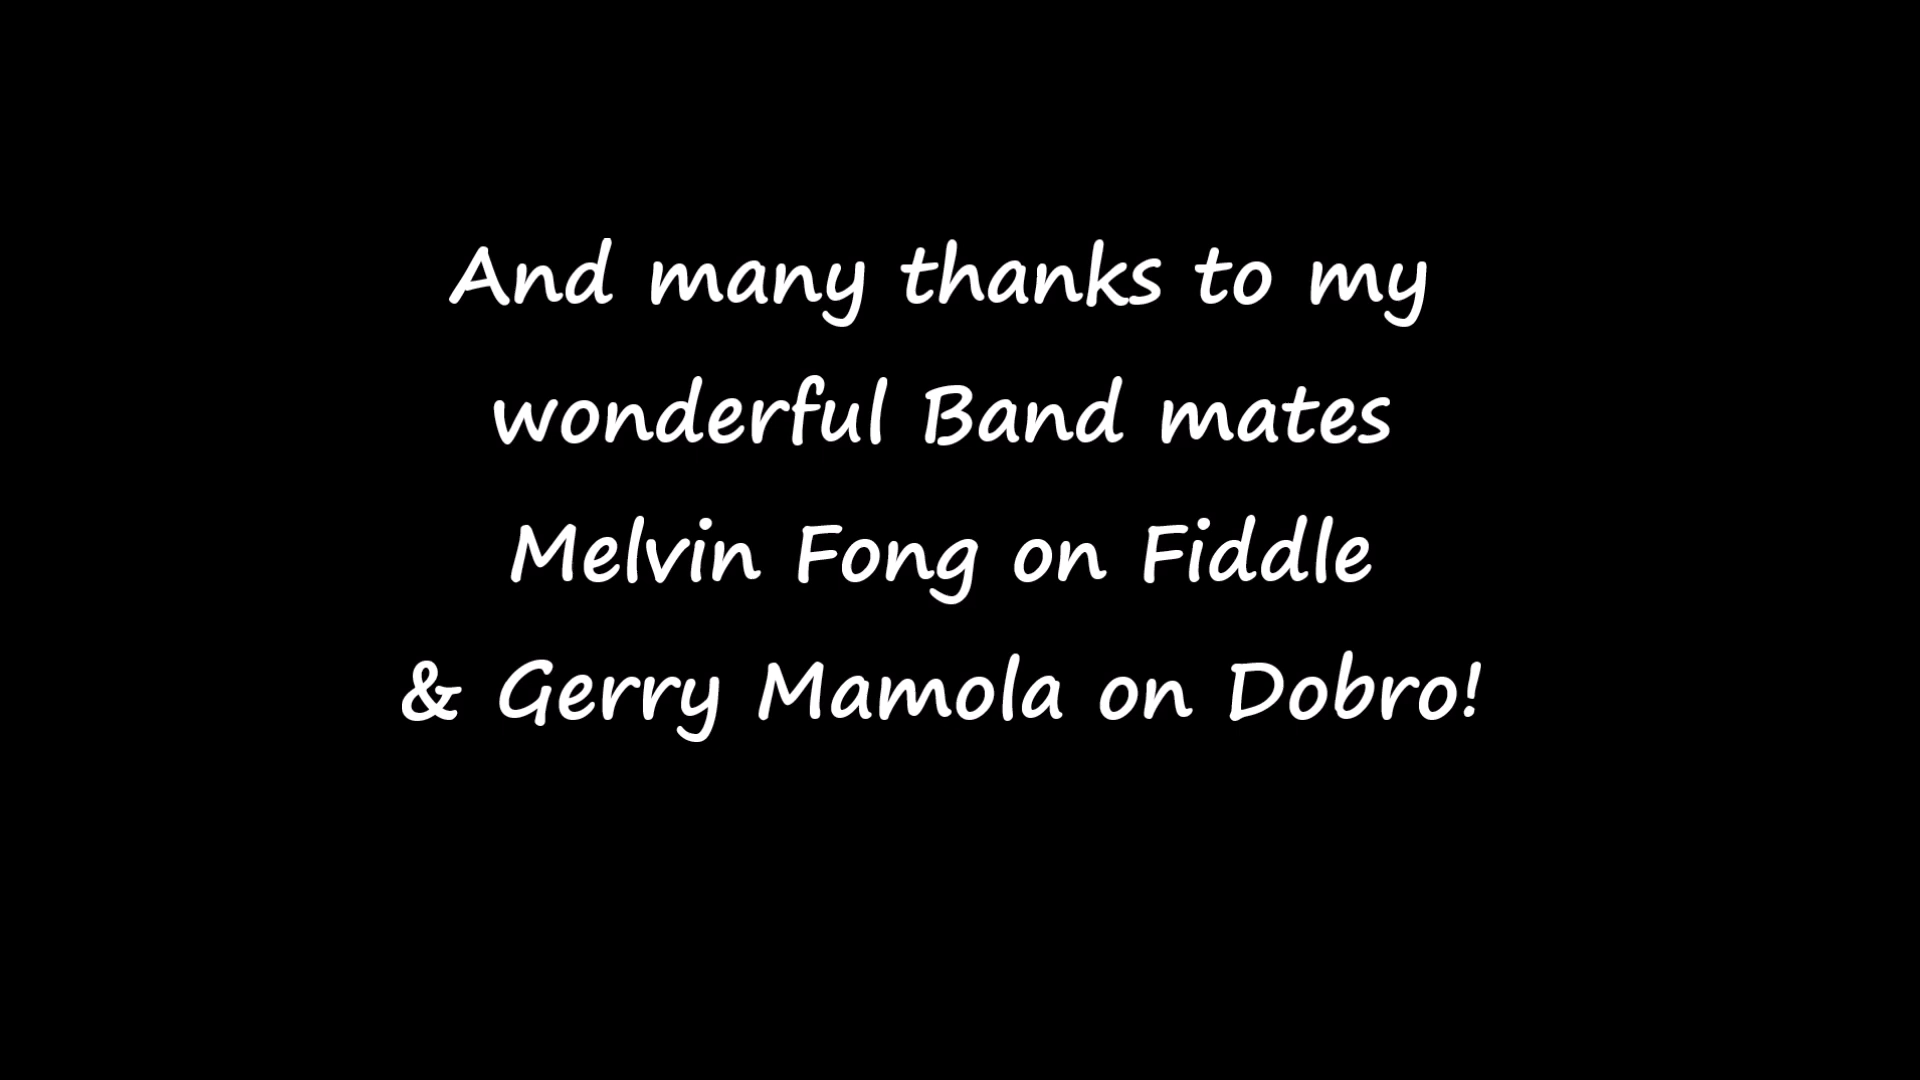 And many thanks to my
wonderful Band mates
Melvin Fong on Fiddle
& Gerry Mamola on Dobro!